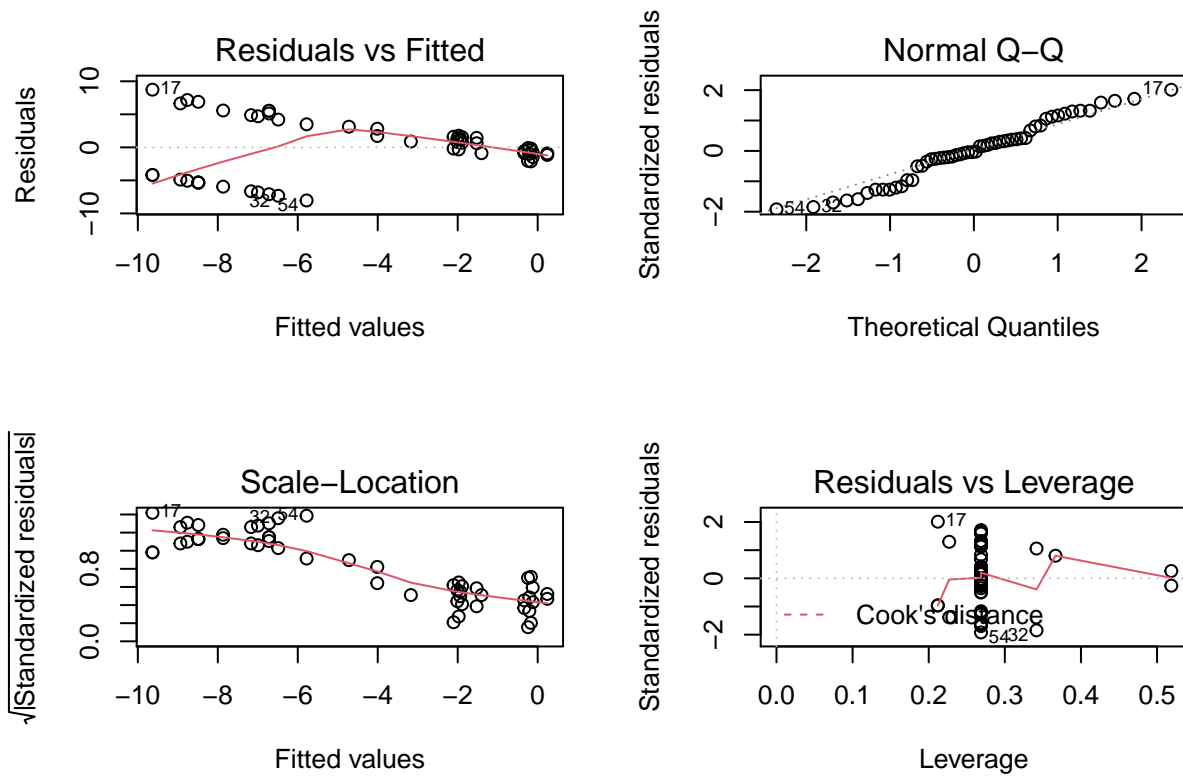 Residuals vs Fitted
Residuals
10
0
−10
17
32
54
−10 −8 −6 −4 −2 0
Fitted values
Normal Q−Q
Standardized residuals
2
0
−2
17
54
32
−2 −1 0 1 2
Theoretical Quantiles
Scale−Location
√|Standardized residuals|
0.8
0.0
17
32
54
−10 −8 −6 −4 −2 0
Fitted values
Residuals vs Leverage
Standardized residuals
2
0
−2
17
Cook's distance
54
32
0.0 0.1 0.2 0.3 0.4 0.5
Leverage